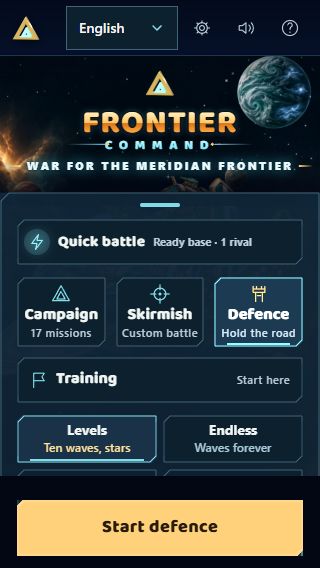 English
FRONTIER
COMMAND
WAR FOR THE MERIDIAN FRONTIER
Quick battle Ready base · 1 rival
Campaign
17 missions
Skirmish
Custom battle
Defence
Hold the road
Training Start here
Levels
Ten waves, stars
Endless
Waves forever
Start defence